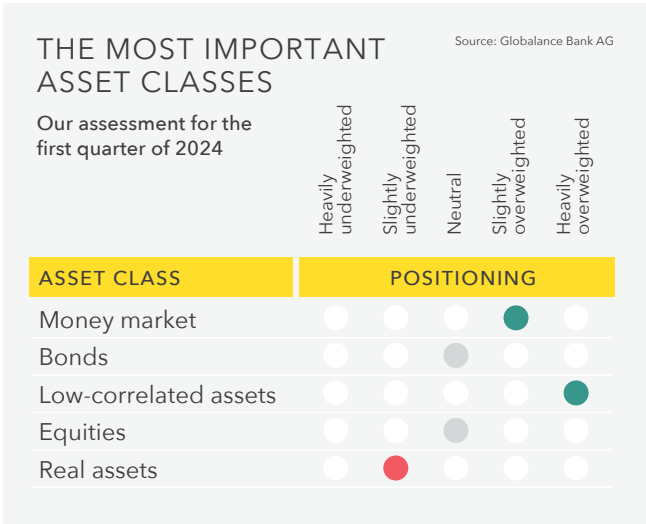 THE MOST IMPORTANT
ASSET CLASSES
Source: Globalance Bank AG
Our assessment for the
first quarter of 2024
Heavily
underweighted
Slightly
underweighted
Neutral
Slightly
overweighted
Heavily
overweighted
ASSET CLASS
POSITIONING
Money market
Bonds
Low-correlated assets
Equities
Real assets